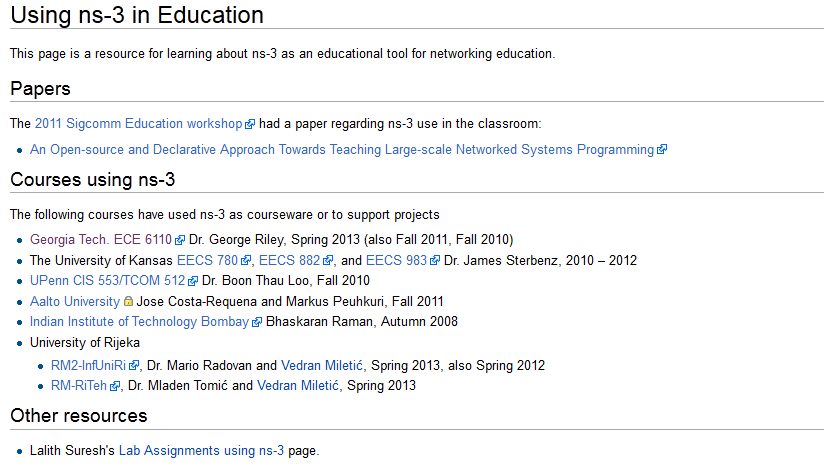 Using ns-3 in Education
This page is a resource for learning about ns-3 as an educational tool for networking education.
Papers
The 2011 Sigcomm Education workshop had a paper regarding ns-3 use in the classroom:
An Open-source and Declarative Approach Towards Teaching Large-scale Networked Systems Programming
Courses using ns-3
The following courses have used ns-3 as courseware or to support projects
Georgia Tech. ECE 6110 Dr. George Riley, Spring 2013 (also Fall 2011, Fall 2010)
The University of Kansas EECS 780, EECS 882, and EECS 983 Dr. James Sterbenz, 2010 – 2012
UPenn CIS 553/TCOM 512 Dr. Boon Thau Loo, Fall 2010
Aalto University Jose Costa-Requena and Markus Peuhkuri, Fall 2011
Indian Institute of Technology Bombay Bhaskaran Raman, Autumn 2008
University of Rijeka
RM2-InfUniRi, Dr. Mario Radovan and Vedran Miletić, Spring 2013, also Spring 2012
RM-RiTeh, Dr. Mladen Tomić and Vedran Miletić, Spring 2013
Other resources
Lalith Suresh's Lab Assignments using ns-3 page.